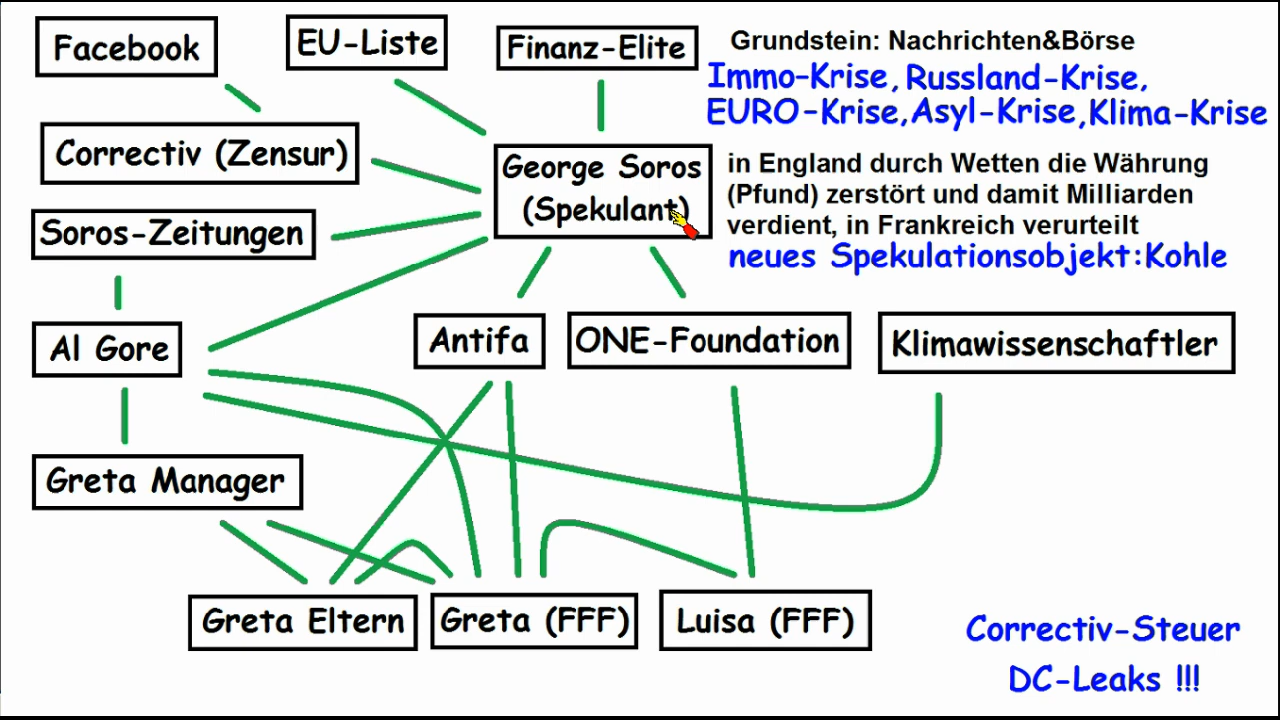 Facebook
EU-Liste
Finanz-Elite
Grundstein: Nachrichten&Börse
Immo-Krise, Russland-Krise,
EURO-Krise, Asyl-Krise, Klima-Krise
Correctiv (Zensur)
George Soros
(Spekulant)
in England durch Wetten die Währung
(Pfund) zerstört und damit Milliarden
verdient, in Frankreich verurteilt
neues Spekulationsobjekt:Kohle
Soros-Zeitungen
Al Gore
Antifa
ONE-Foundation
Klimawissenschaftler
Greta Manager
Greta Eltern
Greta (FFF)
Luisa (FFF)
Correctiv-Steuer
DC-Leaks !!!